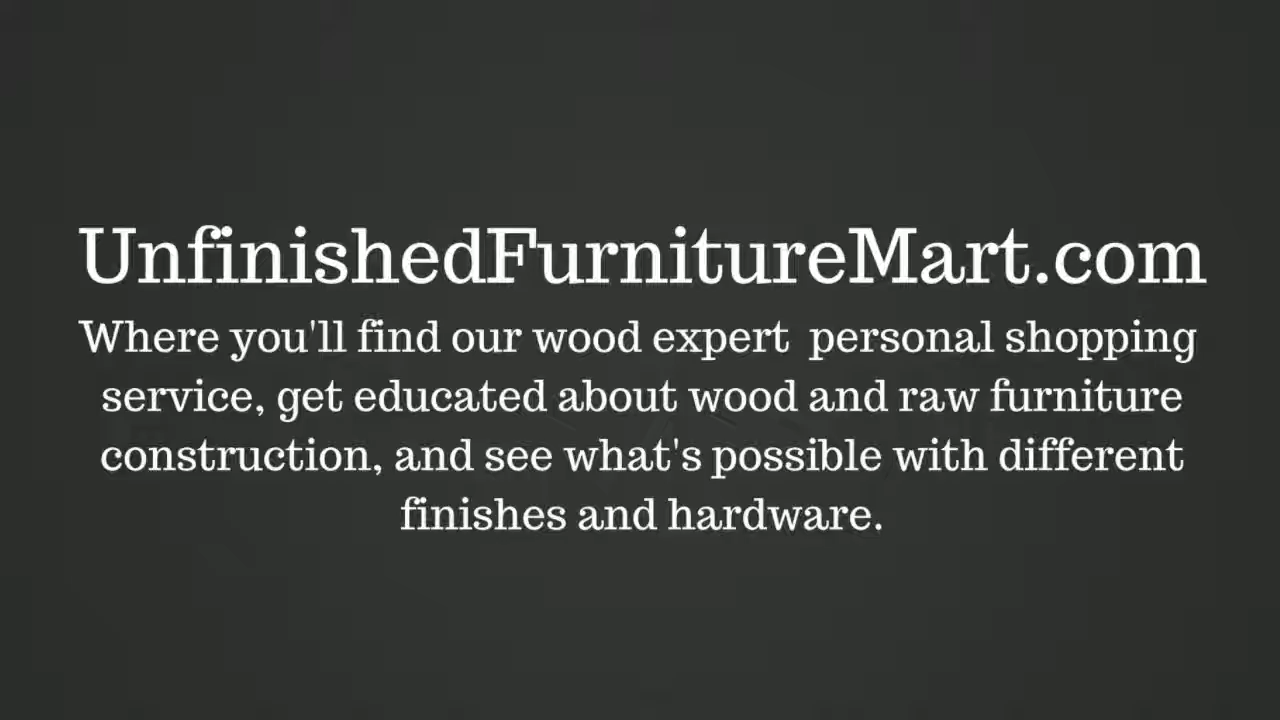 UnfinishedFurnitureMart.com
Where you'll find our wood expert  personal shopping
service, get educated about wood and raw furniture
construction, and see what's possible with different
finishes and hardware.